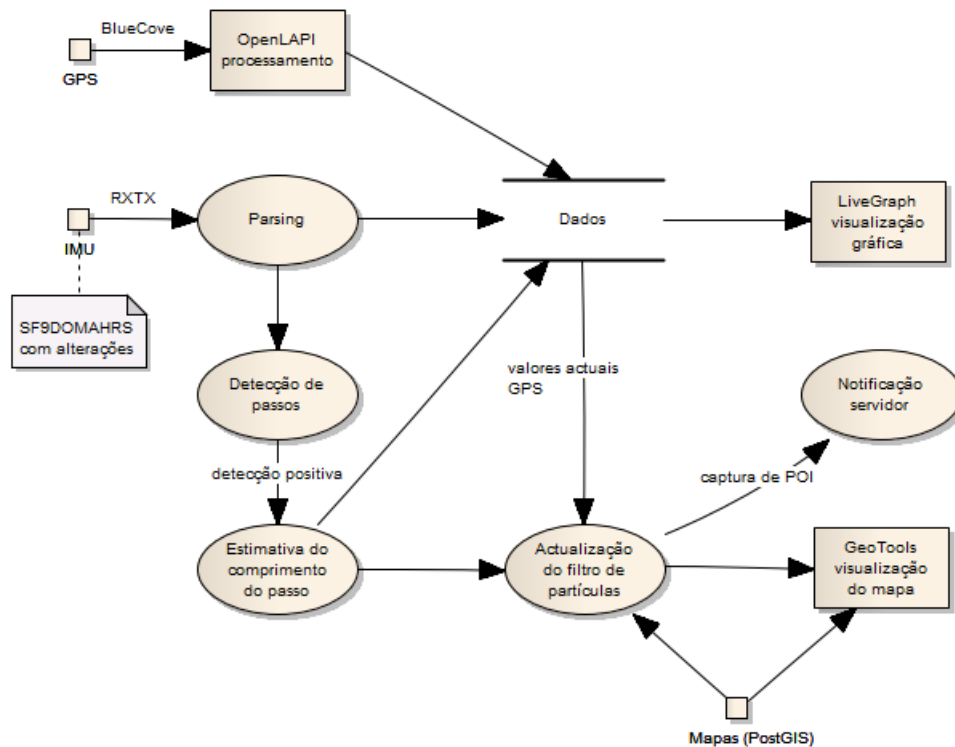 BlueCove
OpenLAPI
processamento
GPS
RXTX
Parsing
Dados
LiveGraph
visualização
gráfica
IMU
SF9DOMAHRS
com alterações
Detecção de
passos
valores actuais
GPS
Notificação
servidor
detecção positiva
captura de POI
Estimativa do
comprimento
do passo
Actualização
do filtro de
partículas
GeoTools
visualização
do mapa
Mapas (PostGIS)